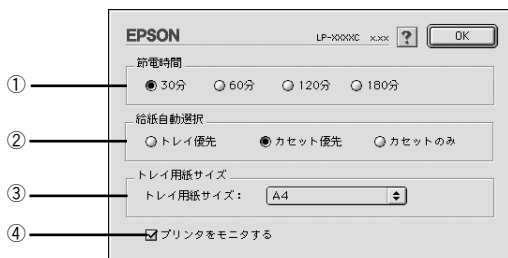 EPSON LP-XXXXC x.xx ? OK
節電時間
① 30分 60分 120分 180分
給紙自動選択
② トレイ優先 カセット優先 カセットのみ
トレイ用紙サイズ
③ トレイ用紙サイズ： A4
④ プリンタをモニタする